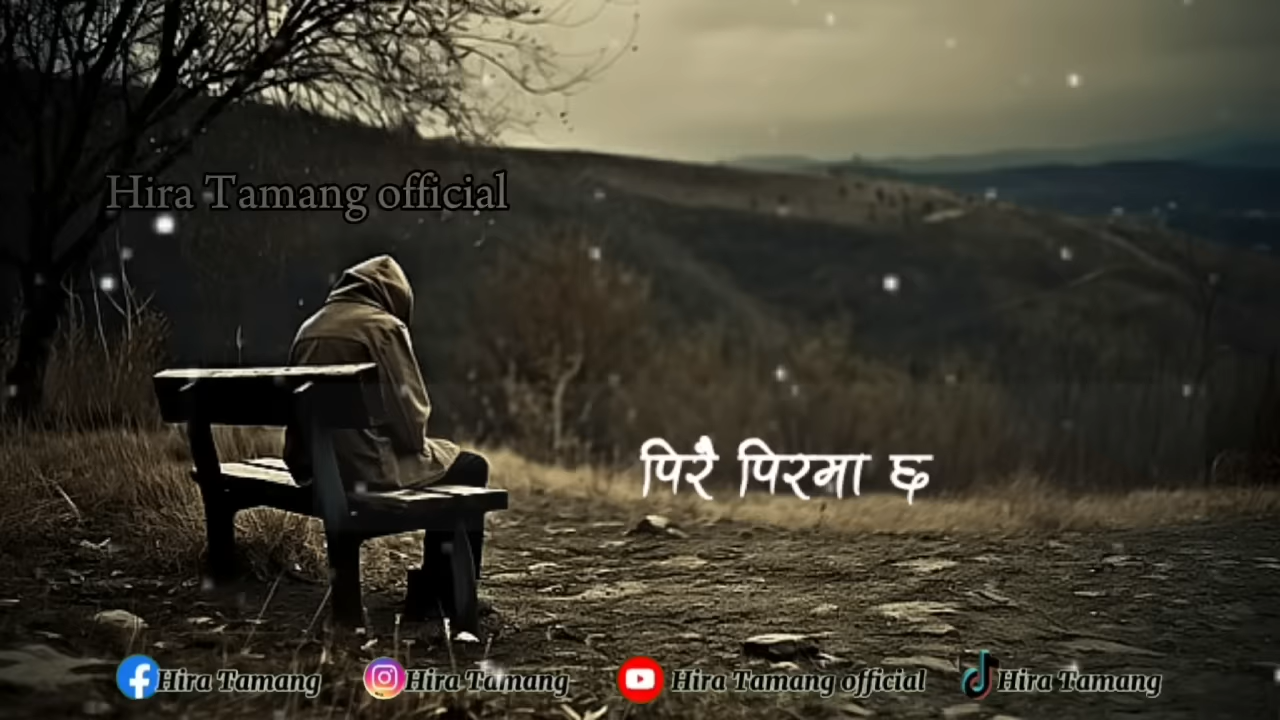 Hira Tamang official
पिरै पिरमा छ
Hira Tamang Hira Tamang Hira Tamang official Hira Tamang